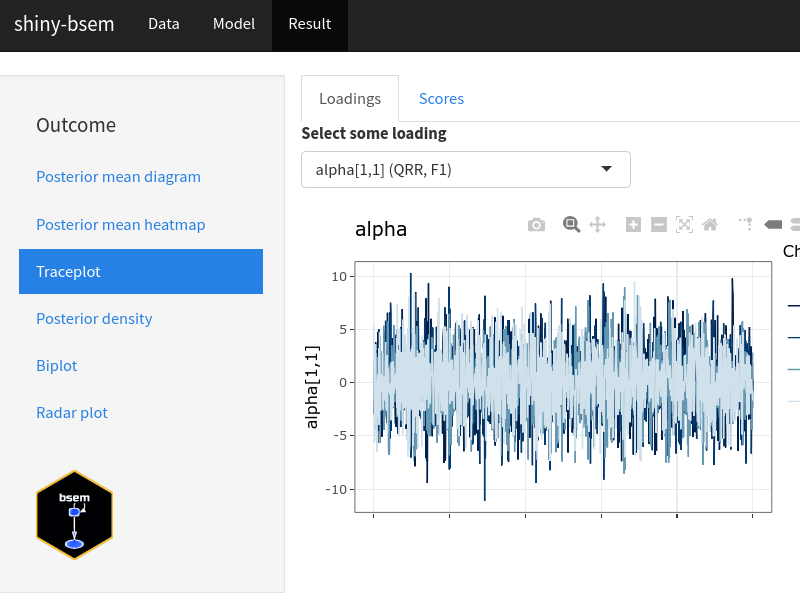 shiny-bsem Data Model Result
Outcome
Posterior mean diagram
Posterior mean heatmap
Traceplot
Posterior density
Biplot
Radar plot
bsem
Loadings Scores
Select some loading
alpha[1,1] (QRR, F1)
alpha
Ch
10
5
0
-5
-10
alpha[1,1]